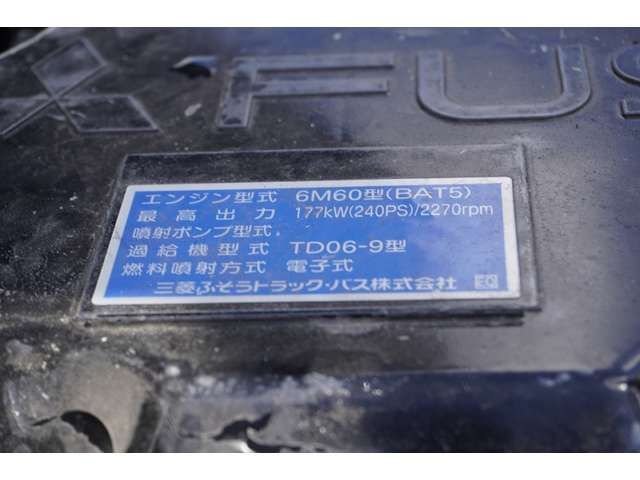 FUS
エンジン型式 6M60型(BAT5)
最高出力 177kW(240PS)/2270rpm
噴射ポンプ型式
過給機型式 TD06-9型
燃料噴射方式 電子式
三菱ふそうトラック・バス株式会社